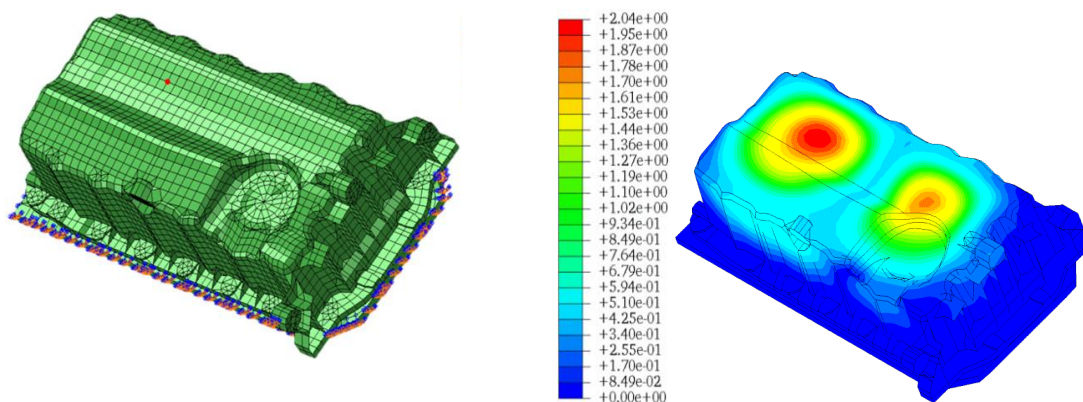 +2.04e+00
+1.95e+00
+1.87e+00
+1.78e+00
+1.70e+00
+1.61e+00
+1.53e+00
+1.44e+00
+1.36e+00
+1.27e+00
+1.19e+00
+1.10e+00
+1.02e+00
+9.34e-01
+8.49e-01
+7.64e-01
+6.79e-01
+5.94e-01
+5.10e-01
+4.25e-01
+3.40e-01
+2.55e-01
+1.70e-01
+8.49e-02
+0.00e+00